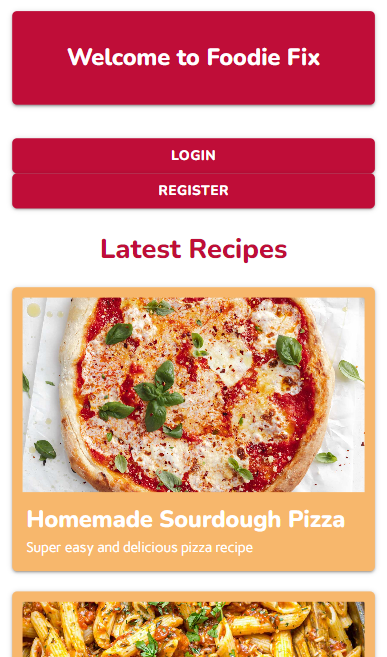 Welcome to Foodie Fix
LOGIN
REGISTER
Latest Recipes
Homemade Sourdough Pizza
Super easy and delicious pizza recipe